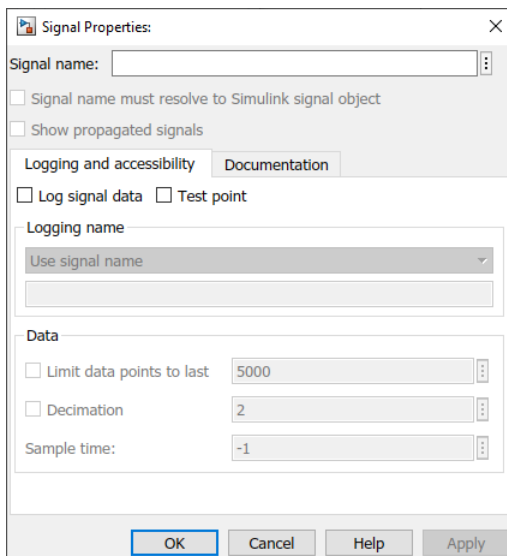 Signal Properties:
Signal name:
Signal name must resolve to Simulink signal object
Show propagated signals
Logging and accessibility Documentation
Log signal data Test point
Logging name
Use signal name
Data
Limit data points to last 5000
Decimation 2
Sample time: -1
OK Cancel Help Apply